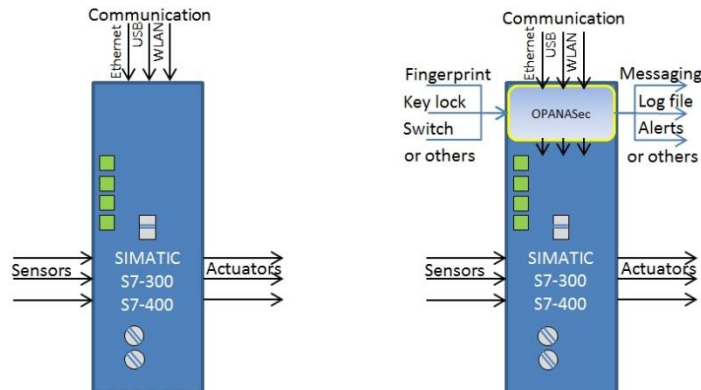 Communication
Ethernet
USB
WLAN
Sensors
SIMATIC
S7-300
S7-400
Actuators
Communication
Ethernet
USB
WLAN
Fingerprint
Key lock
Switch
or others
OPANASec
Messaging
Log file
Alerts
or others
Sensors
SIMATIC
S7-300
S7-400
Actuators